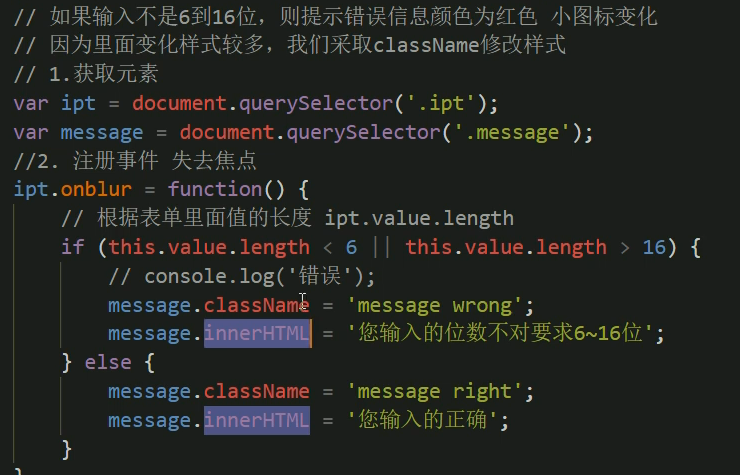 // 如果输入不是6到16位，则提示错误信息颜色为红色 小图标变化
// 因为里面变化样式较多，我们采取className修改样式
// 1.获取元素
var ipt = document.querySelector('.ipt');
var message = document.querySelector('.message');
//2. 注册事件 失去焦点
ipt.onblur = function() {
// 根据表单里面值的长度 ipt.value.length
if (this.value.length < 6 || this.value.length > 16) {
// console.log('错误');
message.className = 'message wrong';
message.innerHTML = '您输入的位数不对要求6~16位';
} else {
message.className = 'message right';
message.innerHTML = '您输入的正确';
}
}